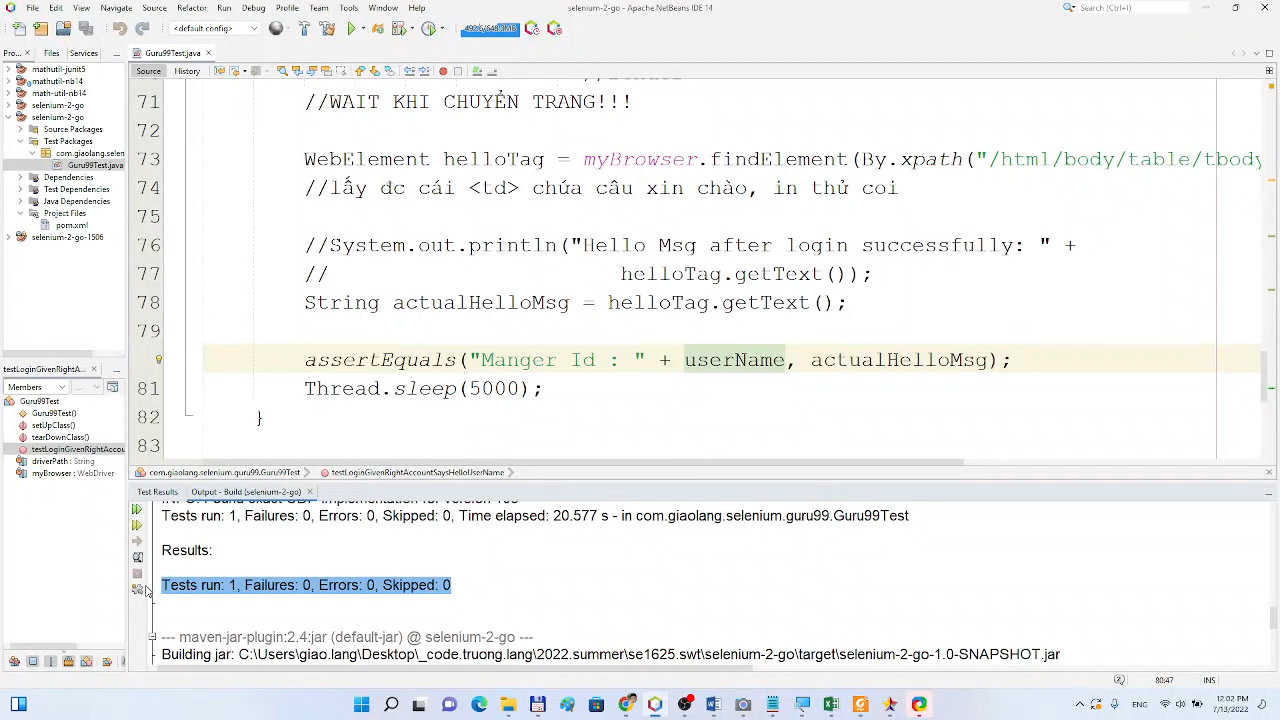 selenium-2-go - Apache NetBeans IDE 14
File Edit View Navigate Source Refactor Run Debug Profile Team Tools Window Help
Search (Ctrl+I)
<default config>
Pro...
Files
Services
Guru99Test.java
Source
History
mathutil-junit5
mathutil-nb14
math-util-nb14
selenium-2-go
selenium-2-go
Source Packages
Test Packages
com.giaolang.selen
Guru99Test.java
Dependencies
Test Dependencies
Java Dependencies
Project Files
pom.xml
selenium-2-go-1506
71 //WAIT KHI CHUYỂN TRANG!!!
72
73 WebElement helloTag = myBrowser.findElement(By.xpath("/html/body/table/tbody
74 //lấy đc cái <td> chứa câu xin chào, in thử coi
75
76 //System.out.println("Hello Msg after login successfully: " +
77 // helloTag.getText());
78 String actualHelloMsg = helloTag.getText();
79
assertEquals("Manger Id : " + userName, actualHelloMsg);
81 Thread.sleep(5000);
82 }
83
testLoginGivenRightAc...
Members
<empty>
Guru99Test
Guru99Test()
setUpClass()
tearDownClass()
testLoginGivenRightAccou
driverPath : String
myBrowser : WebDriver
com.giaolang.selenium.guru99.Guru99Test
testLoginGivenRightAccountSaysHelloUserName
Test Results
Output - Build (selenium-2-go)
Tests run: 1, Failures: 0, Errors: 0, Skipped: 0, Time elapsed: 20.577 s - in com.giaolang.selenium.guru99.Guru99Test
Results:
Tests run: 1, Failures: 0, Errors: 0, Skipped: 0
--- maven-jar-plugin:2.4:jar (default-jar) @ selenium-2-go ---
Building jar: C:\Users\giao.lang\Desktop\_code.truong.lang\2022.summer\se1625.swt\selenium-2-go\target\selenium-2-go-1.0-SNAPSHOT.jar
80:47
INS
ENG
12:02 PM
7/13/2022